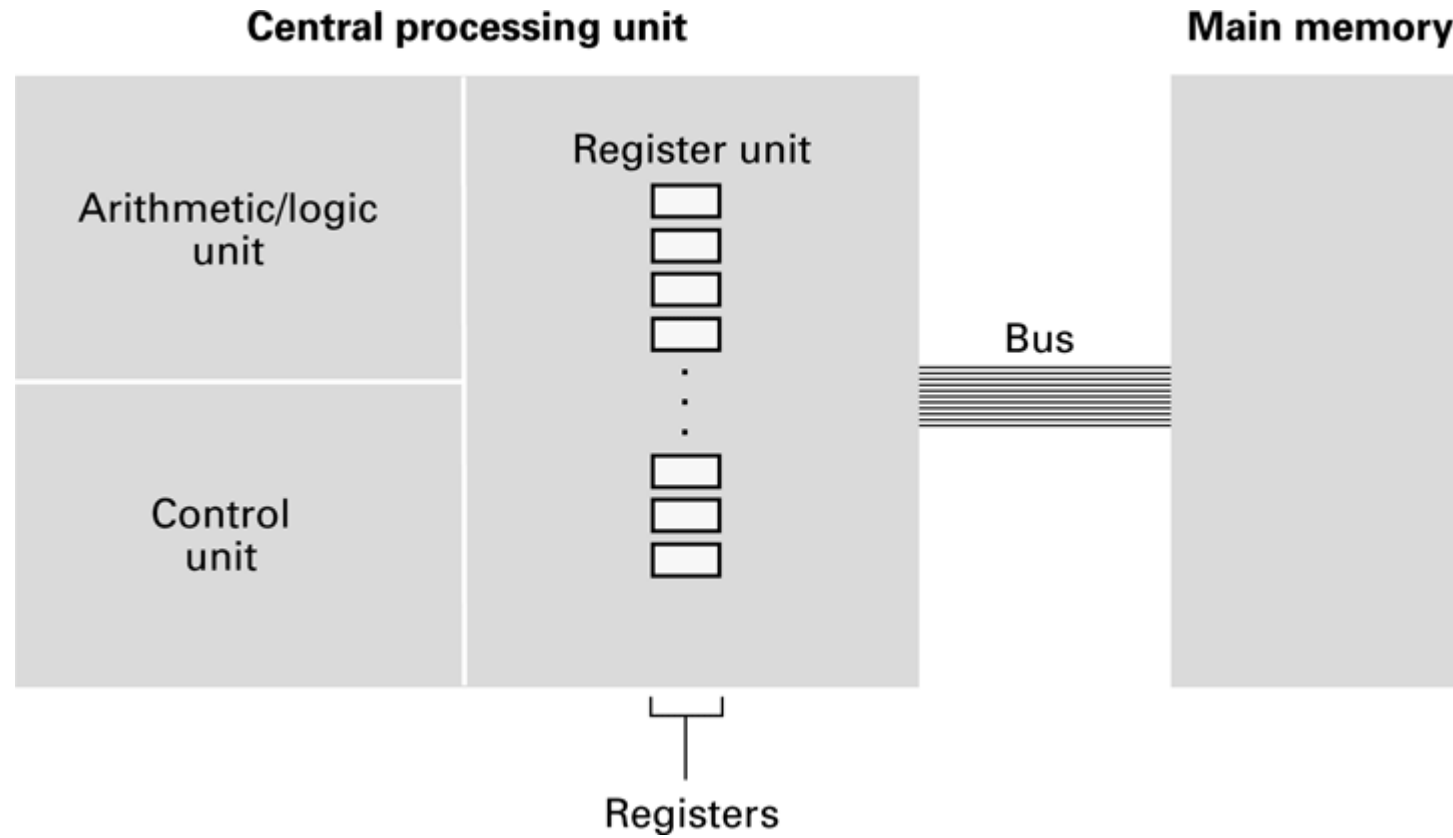 Central processing unit
Main memory
Register unit
Arithmetic/logic
unit
Bus
Control
unit
Registers